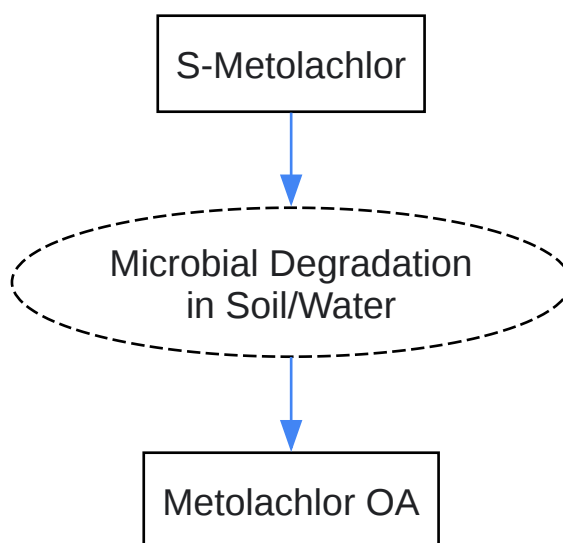 S-Metolachlor
Microbial Degradation
in Soil/Water
Metolachlor OA